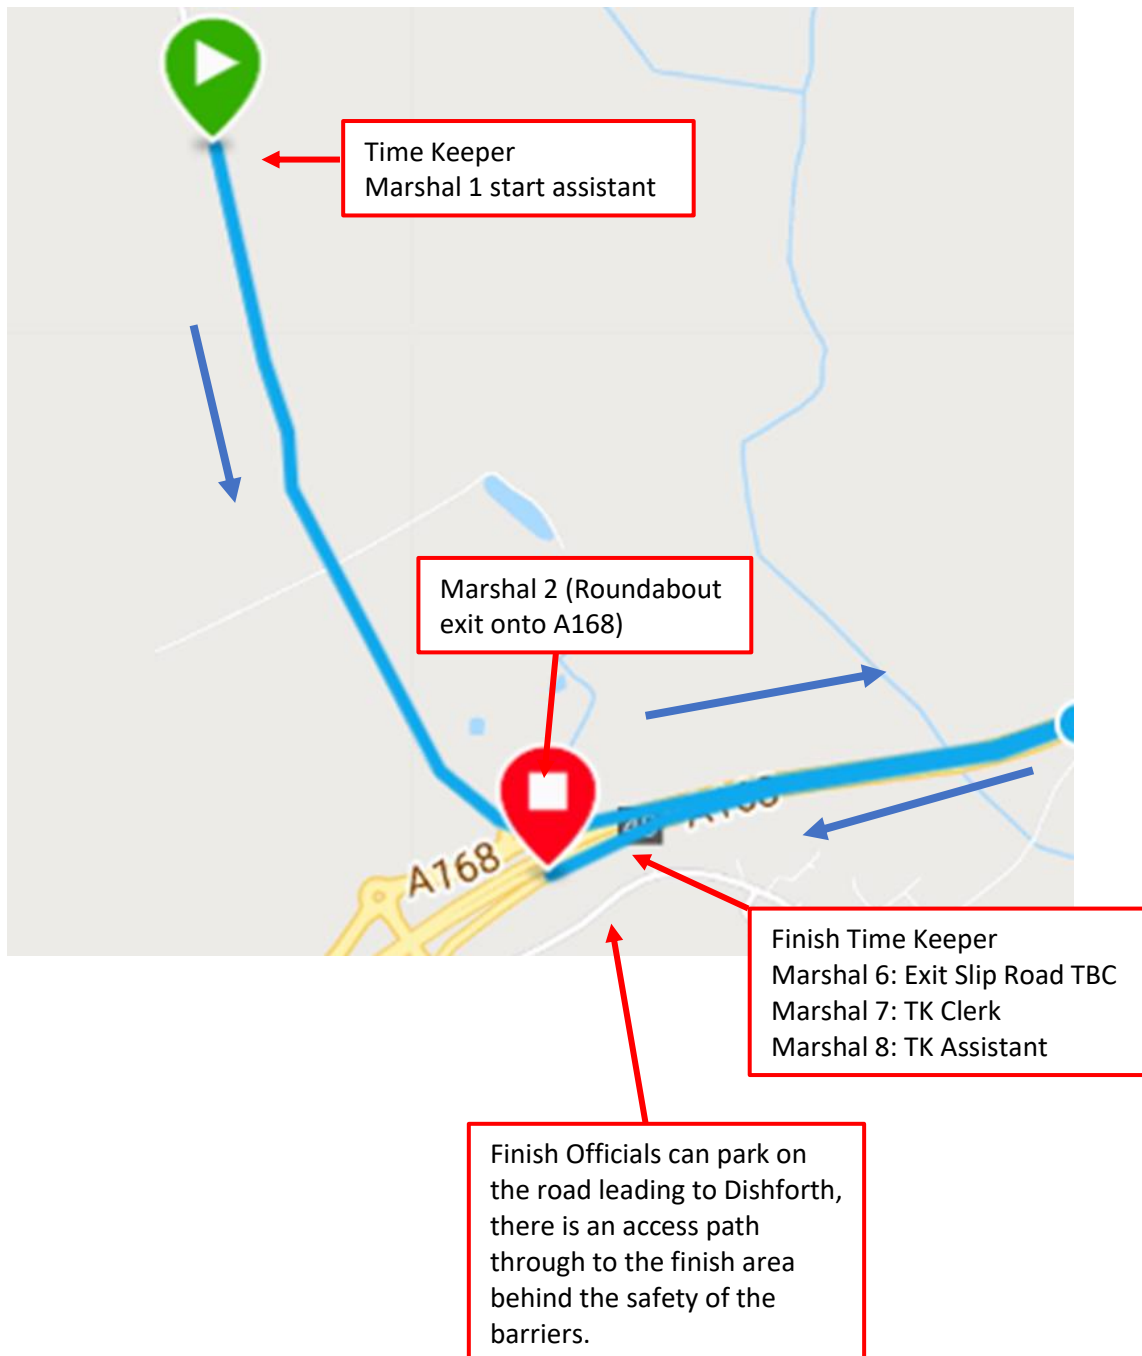 Time Keeper
Marshal 1 start assistant
Marshal 2 (Roundabout
exit onto A168)
A168
A168
Finish Time Keeper
Marshal 6: Exit Slip Road TBC
Marshal 7: TK Clerk
Marshal 8: TK Assistant
Finish Officials can park on
the road leading to Dishforth,
there is an access path
through to the finish area
behind the safety of the
barriers.